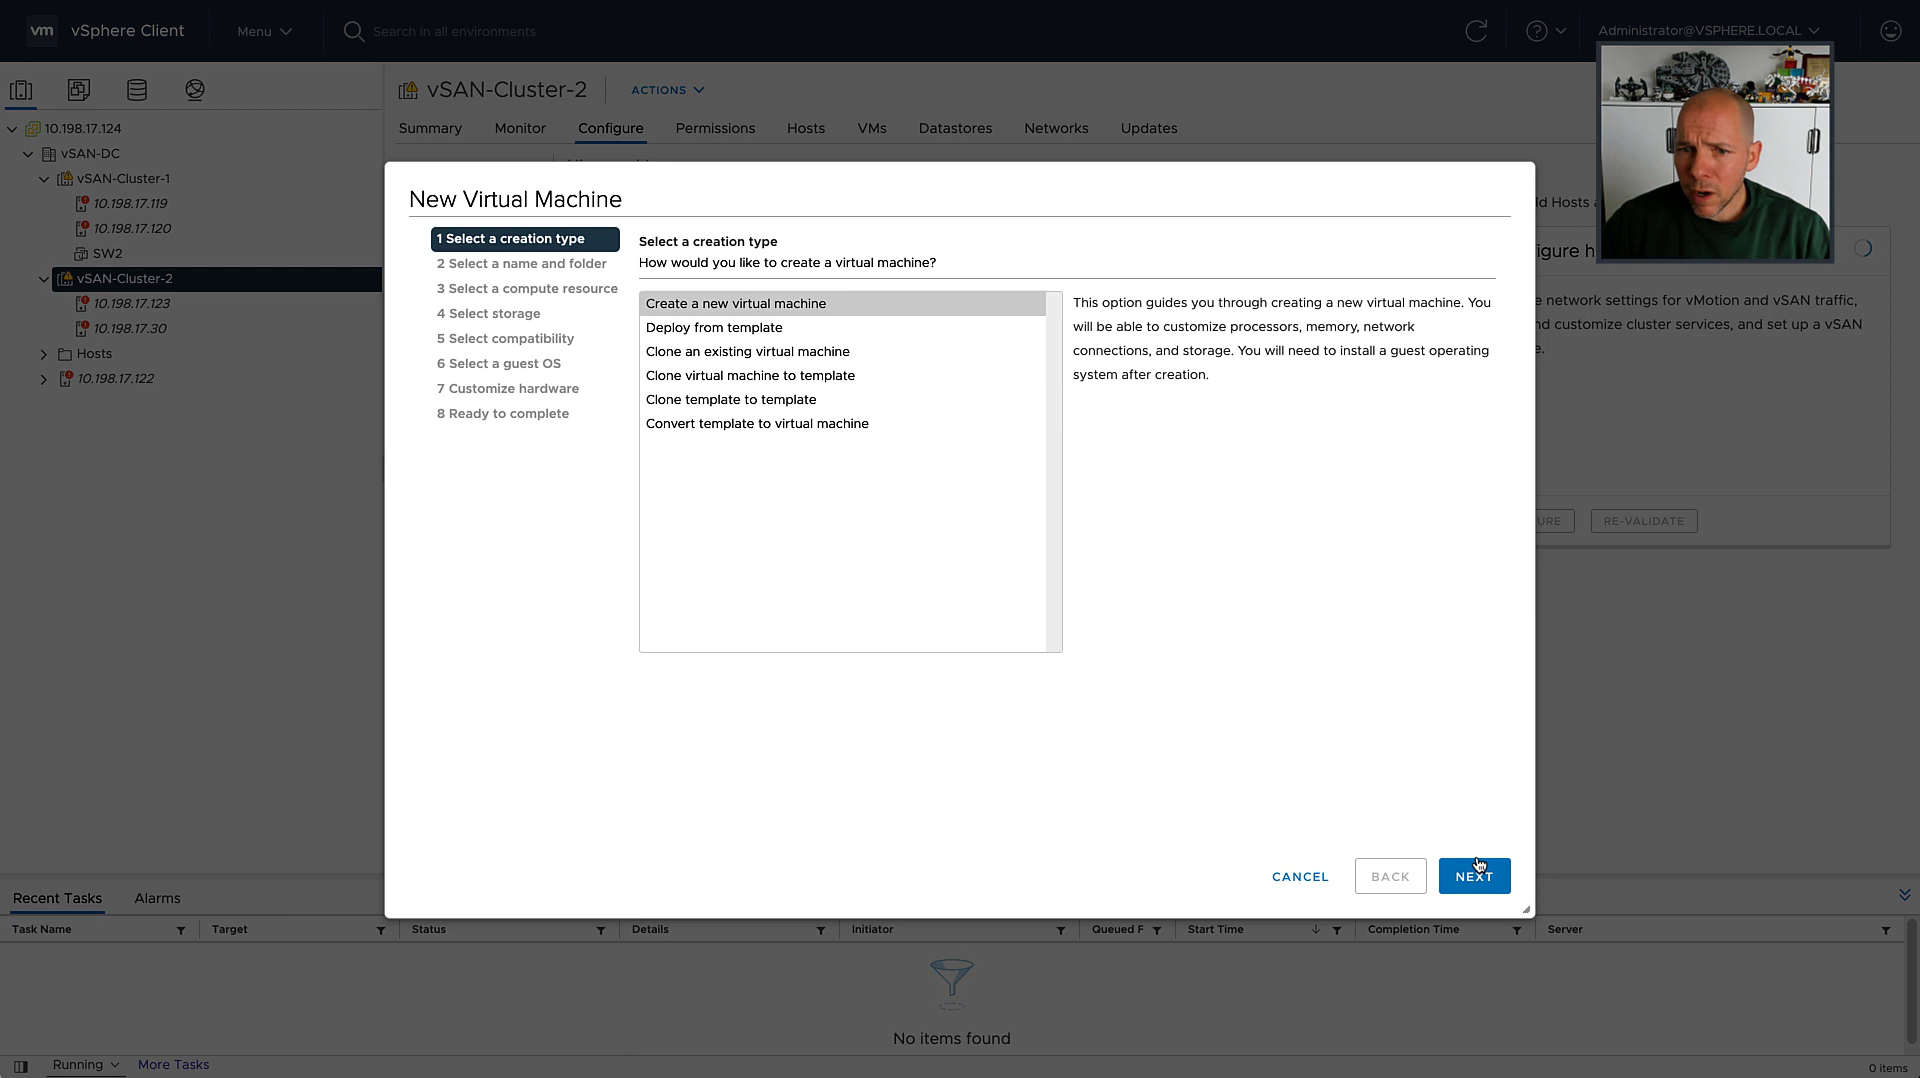 vm vSphere Client Menu Search in all environments Administrator@VSPHERE.LOCAL
vSAN-Cluster-2 ACTIONS
Summary Monitor Configure Permissions Hosts VMs Datastores Networks Updates
10.198.17.124
vSAN-DC
vSAN-Cluster-1
10.198.17.119
10.198.17.120
SW2
vSAN-Cluster-2
10.198.17.123
10.198.17.30
Hosts
10.198.17.122
New Virtual Machine
1 Select a creation type
2 Select a name and folder
3 Select a compute resource
4 Select storage
5 Select compatibility
6 Select a guest OS
7 Customize hardware
8 Ready to complete
Select a creation type
How would you like to create a virtual machine?
Create a new virtual machine
Deploy from template
Clone an existing virtual machine
Clone virtual machine to template
Clone template to template
Convert template to virtual machine
This option guides you through creating a new virtual machine. You
will be able to customize processors, memory, network
connections, and storage. You will need to install a guest operating
system after creation.
CANCEL BACK NEXT
d Hosts
igure h
e network settings for vMotion and vSAN traffic,
nd customize cluster services, and set up a vSAN
e.
URE RE-VALIDATE
Recent Tasks Alarms
Task Name Target Status Details Initiator Queued F Start Time Completion Time Server
No items found
Running More Tasks 0 items